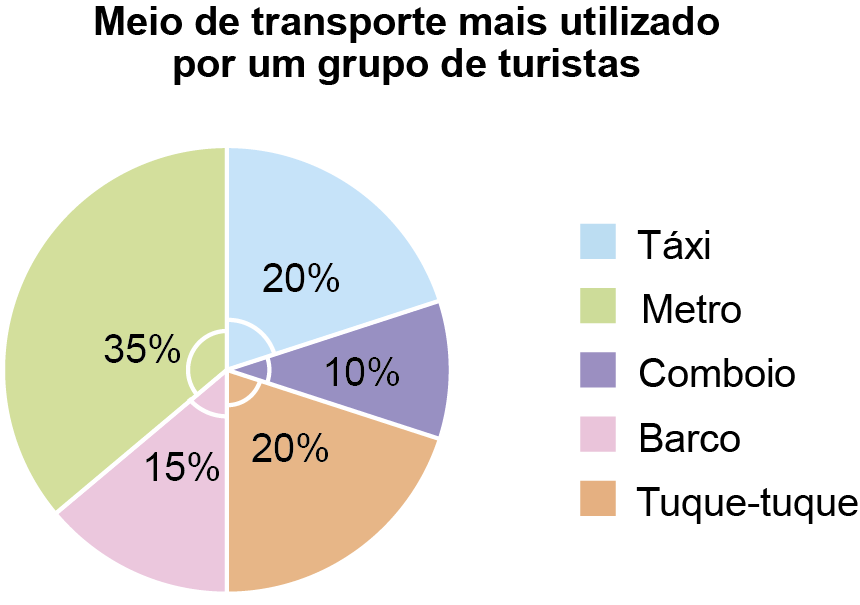 Meio de transporte mais utilizado
por um grupo de turistas
20%
35%
10%
20%
15%
Táxi
Metro
Comboio
Barco
Tuque-tuque